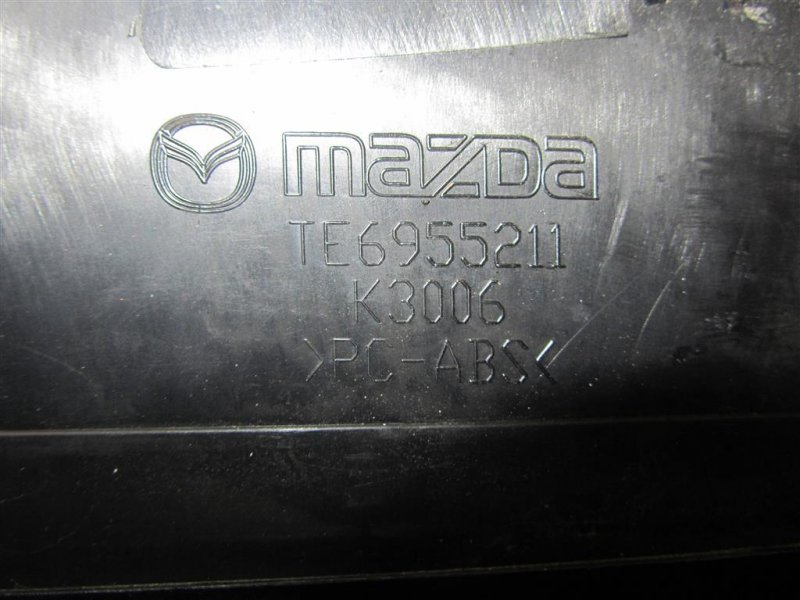 mazda
TE6955211
K3006
>PC-ABS<